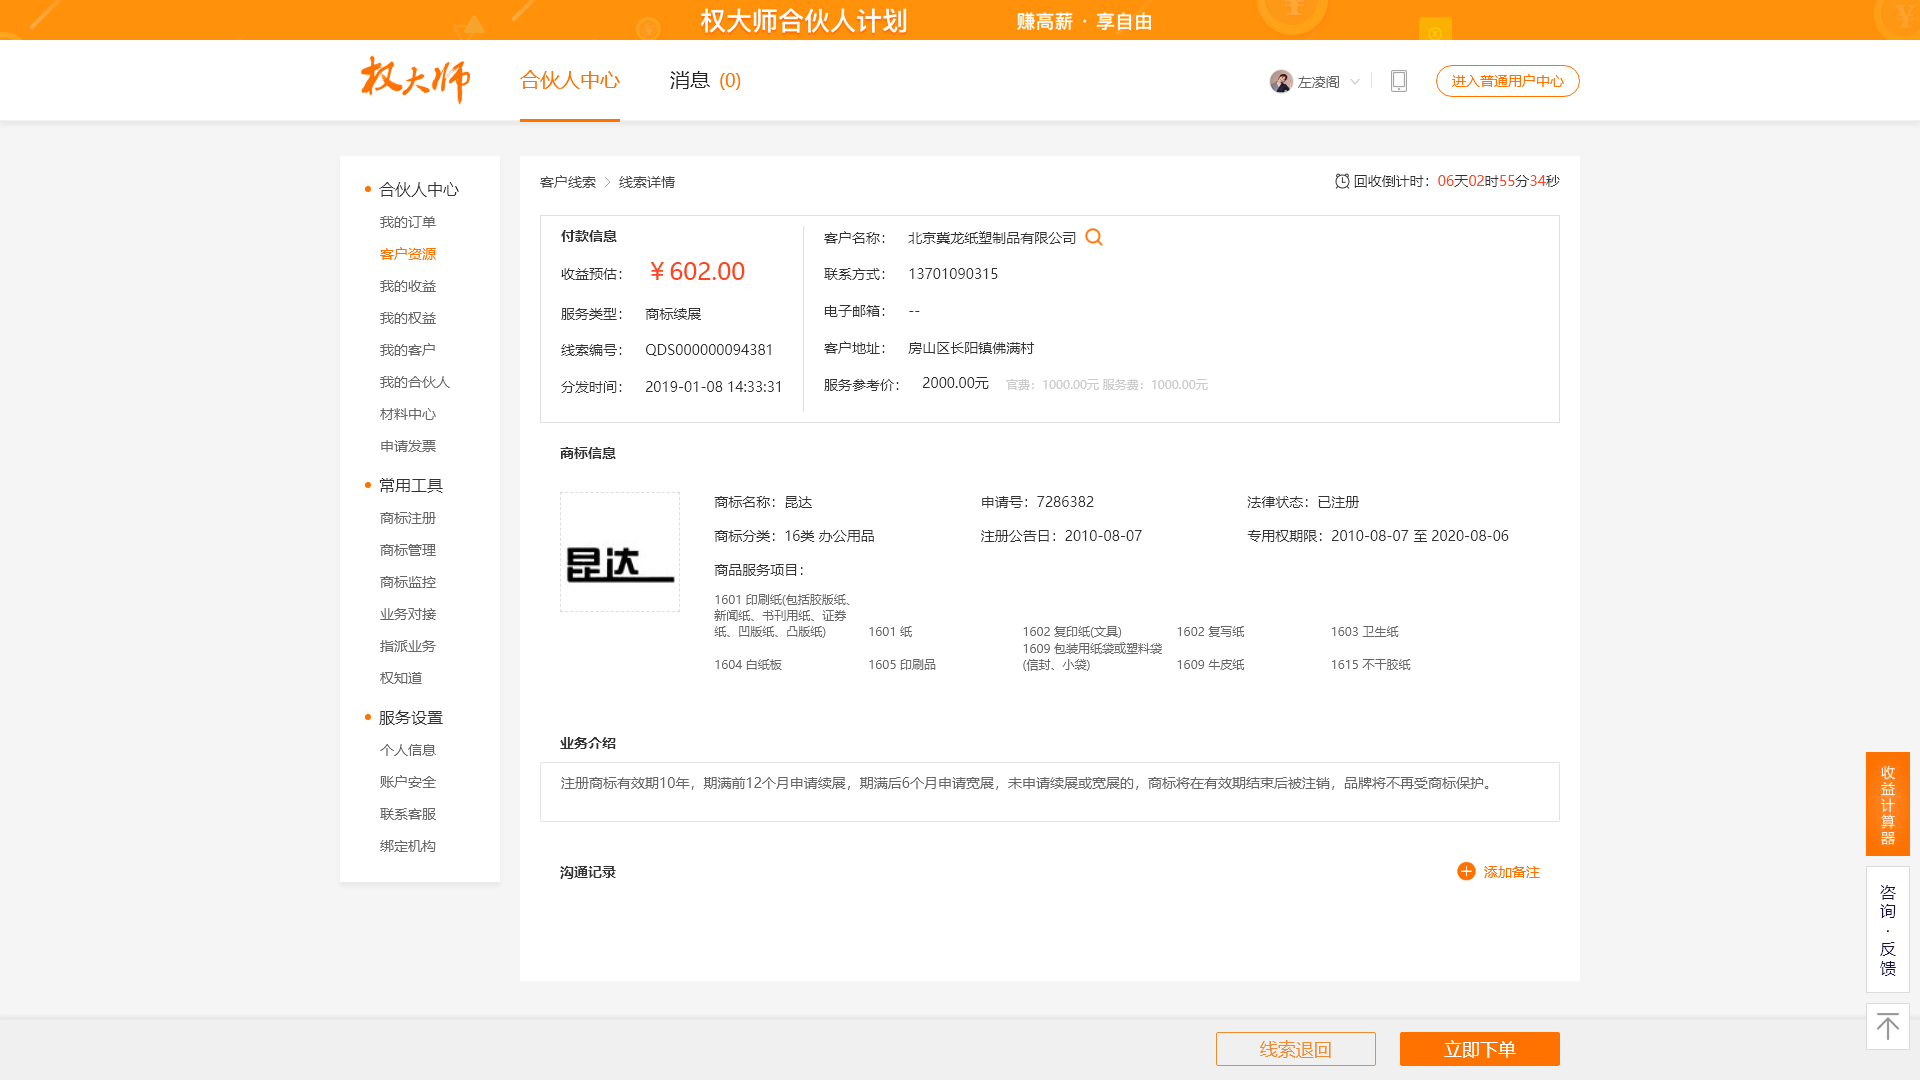 权大师合伙人计划 赚高薪 · 享自由
权大师 合伙人中心 消息 (0) 左凌阁 进入普通用户中心
合伙人中心
我的订单
客户资源
我的收益
我的权益
我的客户
我的合伙人
材料中心
申请发票
常用工具
商标注册
商标管理
商标监控
业务对接
指派业务
权知道
服务设置
个人信息
账户安全
联系客服
绑定机构
客户线索 > 线索详情 回收倒计时：06天02时55分34秒
付款信息
收益预估： ¥602.00
服务类型： 商标续展
线索编号： QDS000000094381
分发时间： 2019-01-08 14:33:31
客户名称： 北京冀龙纸塑制品有限公司
联系方式： 13701090315
电子邮箱： --
客户地址： 房山区长阳镇佛满村
服务参考价： 2000.00元 官费：1000.00元 服务费：1000.00元
商标信息
昆达
商标名称：昆达 申请号：7286382 法律状态：已注册
商标分类：16类 办公用品 注册公告日：2010-08-07 专用权期限：2010-08-07 至 2020-08-06
商品服务项目：
1601 印刷纸(包括胶版纸、
新闻纸、书刊用纸、证券
纸、凹版纸、凸版纸) 1601 纸 1602 复印纸(文具) 1602 复写纸 1603 卫生纸
1604 白纸板 1605 印刷品 1609 包装用纸袋或塑料袋
(信封、小袋) 1609 牛皮纸 1615 不干胶纸
业务介绍
注册商标有效期10年，期满前12个月申请续展，期满后6个月申请宽展，未申请续展或宽展的，商标将在有效期结束后被注销，品牌将不再受商标保护。
沟通记录 添加备注
收益计算器
咨询·反馈
线索退回 立即下单